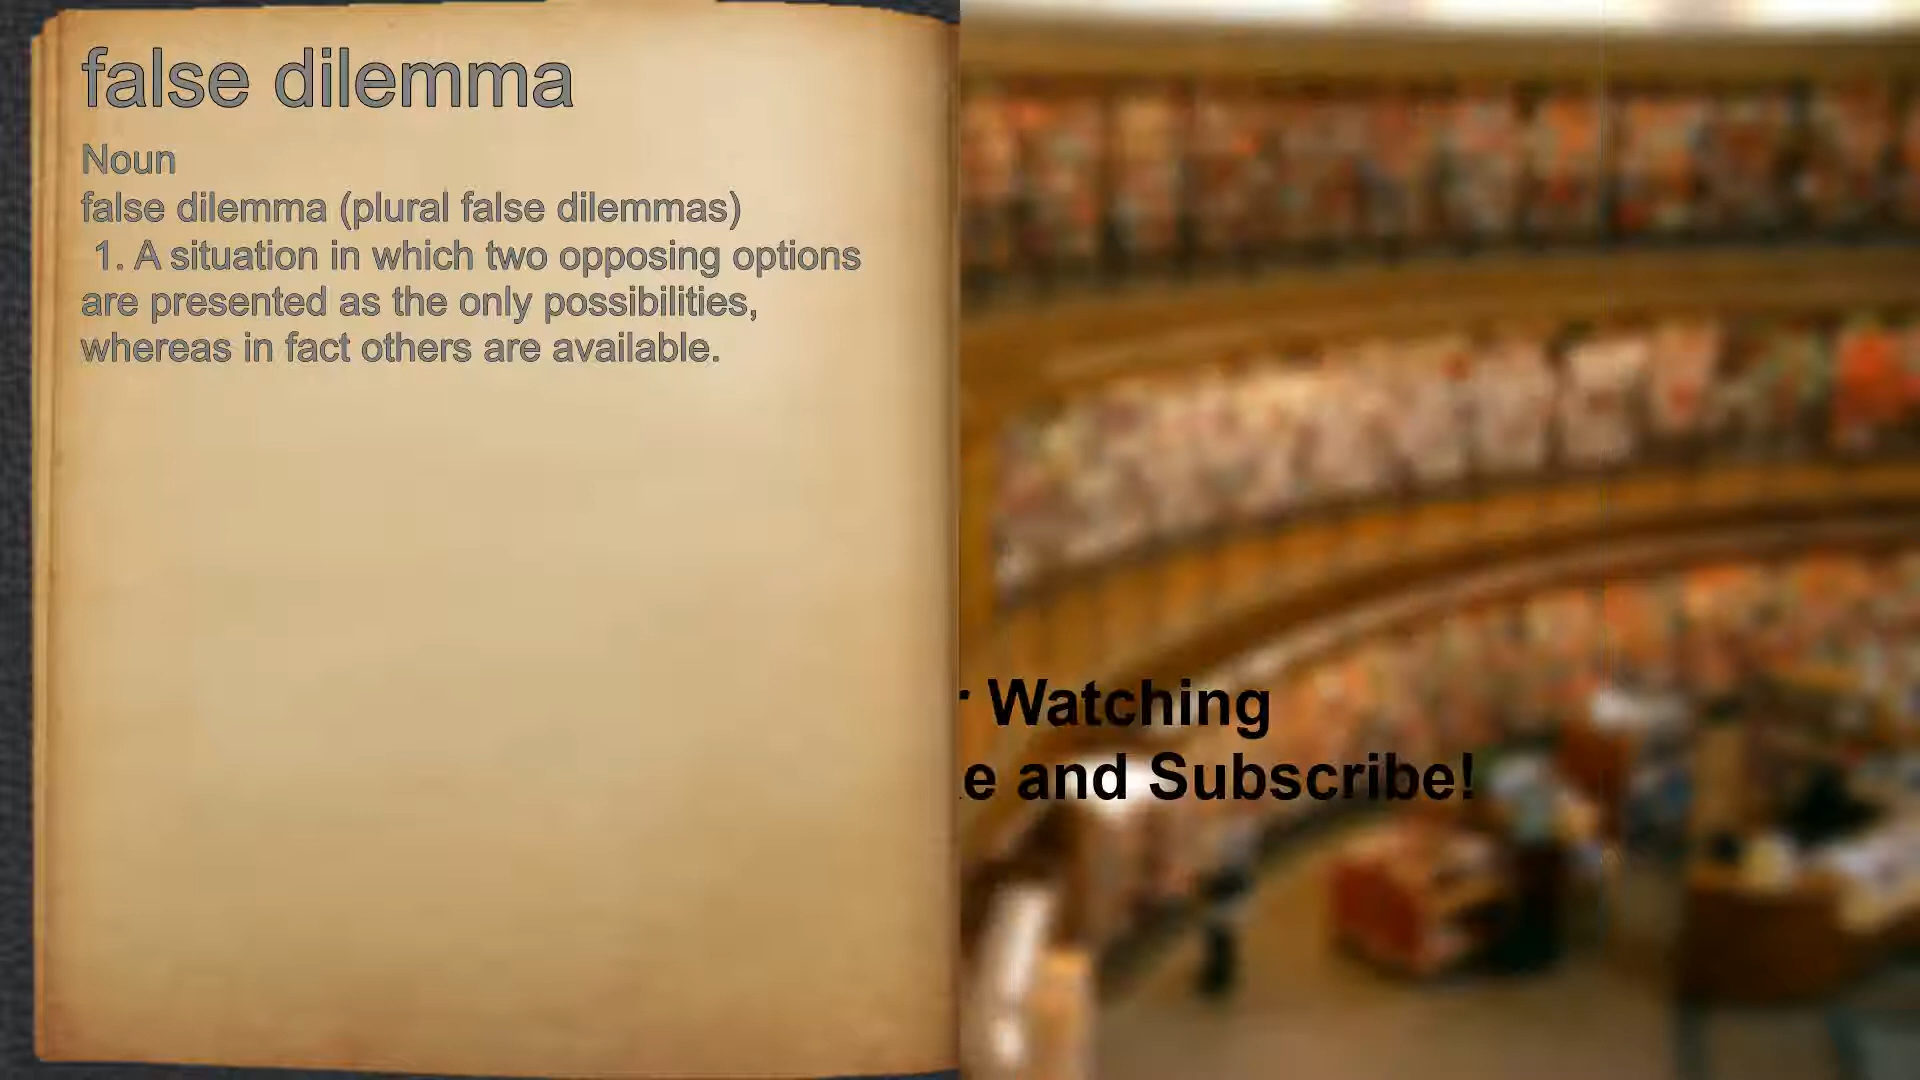 false dilemma
Noun
false dilemma (plural false dilemmas)
1. A situation in which two opposing options
are presented as the only possibilities,
whereas in fact others are available.
Watching
and Subscribe!